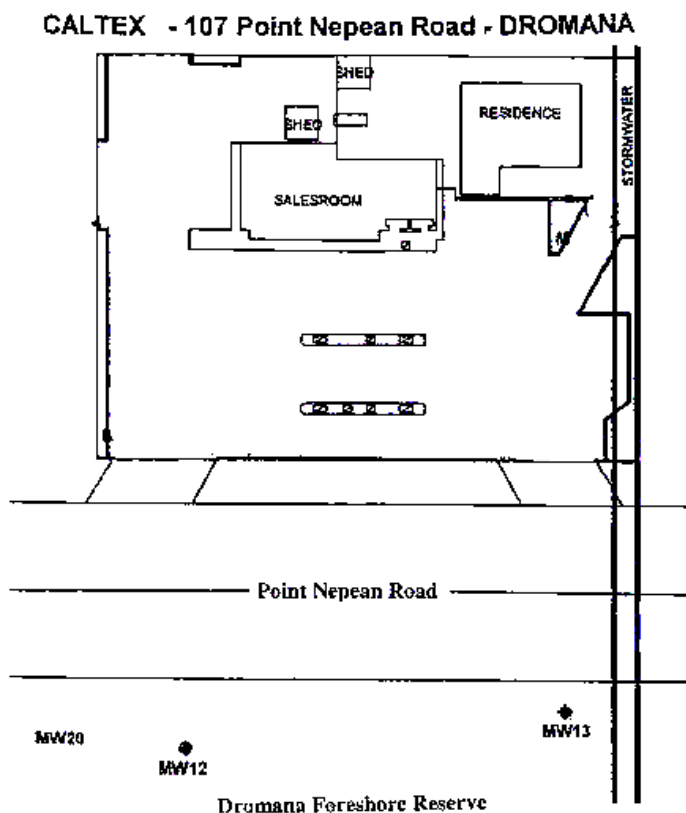 CALTEX - 107 Point Nepean Road - DROMANA
SHED
SHED
RESIDENCE
STORMWATER
SALESROOM
Point Nepean Road
MW20
MW12
MW13
Dromana Foreshore Reserve